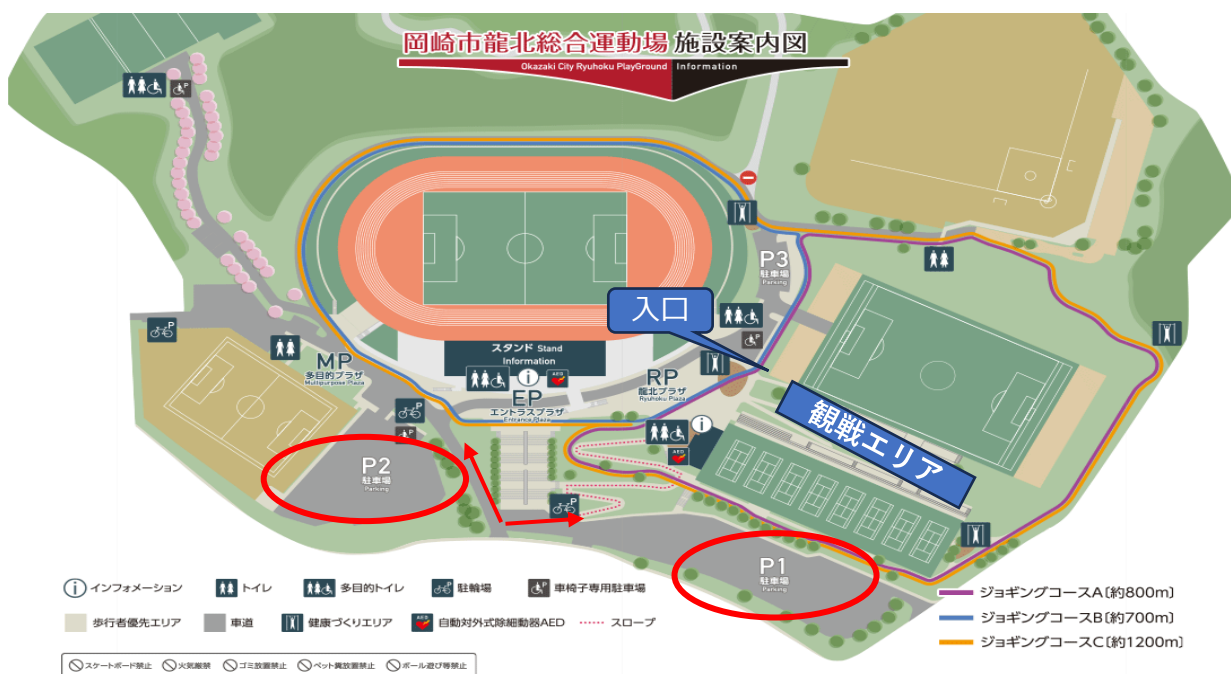 岡崎市龍北総合運動場 施設案内図
Okazaki City Ryuhoku PlayGround Information
P3
駐車場
Parking
入口
スタンド Stand
Information
AED
MP
多目的プラザ
Multipurpose Plaza
EP
エントラスプラザ
Entrance Plaza
RP
龍北プラザ
Ryuhoku Plaza
観戦エリア
AED
P2
駐車場
Parking
P1
駐車場
Parking
インフォメーション
トイレ
多目的トイレ
駐輪場
車椅子専用駐車場
歩行者優先エリア
車道
健康づくりエリア
AED
自動対外式除細動器AED
スロープ
スケートボード禁止
火気厳禁
ゴミ放置禁止
ペット糞放置禁止
ボール遊び等禁止
ジョギングコースA〔約800m〕
ジョギングコースB〔約700m〕
ジョギングコースC〔約1200m〕